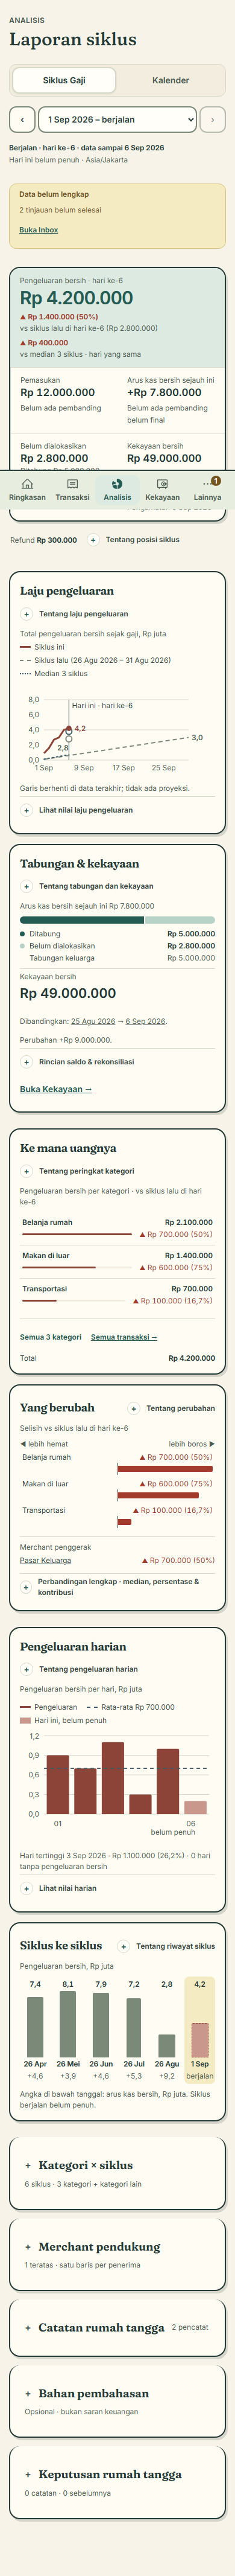 ANALISIS
Laporan siklus
Siklus Gaji
Kalender
‹
1 Sep 2026 – berjalan
›
Berjalan · hari ke-6 · data sampai 6 Sep 2026
Hari ini belum penuh · Asia/Jakarta
Data belum lengkap
2 tinjauan belum selesai
Buka Inbox
Pengeluaran bersih · hari ke-6
Rp 4.200.000
▲ Rp 1.400.000 (50%)
vs siklus lalu di hari ke-6 (Rp 2.800.000)
▲ Rp 400.000
vs median 3 siklus · hari yang sama
Pemasukan
Rp 12.000.000
Belum ada pembanding
Arus kas bersih sejauh ini
+Rp 7.800.000
Belum ada pembanding
belum final
Belum dialokasikan
Rp 2.800.000
Kekayaan bersih
Rp 49.000.000
1
Ringkasan
Transaksi
Analisis
Kekayaan
Lainnya
Refund Rp 300.000
+ Tentang posisi siklus
Laju pengeluaran
+ Tentang laju pengeluaran
Total pengeluaran bersih sejak gaji, Rp juta
Siklus ini
Siklus lalu (26 Agu 2026 – 31 Agu 2026)
Median 3 siklus
8,0
6,0
4,0
2,0
0,0
Hari ini · hari ke-6
4,2
2,8
3,0
1 Sep
9 Sep
17 Sep
25 Sep
Garis berhenti di data terakhir; tidak ada proyeksi.
+ Lihat nilai laju pengeluaran
Tabungan & kekayaan
+ Tentang tabungan dan kekayaan
Arus kas bersih sejauh ini Rp 7.800.000
Ditabung Rp 5.000.000
Belum dialokasikan Rp 2.800.000
Tabungan keluarga Rp 5.000.000
Kekayaan bersih
Rp 49.000.000
Dibandingkan: 25 Agu 2026 → 6 Sep 2026.
Perubahan +Rp 9.000.000.
+ Rincian saldo & rekonsiliasi
Buka Kekayaan →
Ke mana uangnya
+ Tentang peringkat kategori
Pengeluaran bersih per kategori · vs siklus lalu di hari
ke-6
Belanja rumah Rp 2.100.000
▲ Rp 700.000 (50%)
Makan di luar Rp 1.400.000
▲ Rp 600.000 (75%)
Transportasi Rp 700.000
▲ Rp 100.000 (16,7%)
Semua 3 kategori Semua transaksi →
Total Rp 4.200.000
Yang berubah
+ Tentang perubahan
Selisih vs siklus lalu di hari ke-6
◀ lebih hemat lebih boros ▶
Belanja rumah ▲ Rp 700.000 (50%)
Makan di luar ▲ Rp 600.000 (75%)
Transportasi ▲ Rp 100.000 (16,7%)
Merchant penggerak
Pasar Keluarga ▲ Rp 700.000 (50%)
+ Perbandingan lengkap · median, persentase &
kontribusi
Pengeluaran harian
+ Tentang pengeluaran harian
Pengeluaran bersih per hari, Rp juta
Pengeluaran Rata-rata Rp 700.000
Hari ini, belum penuh
1,2
0,9
0,6
0,3
0,0
01
06
belum penuh
Hari tertinggi 3 Sep 2026 · Rp 1.100.000 (26,2%) · 0 hari
tanpa pengeluaran bersih
+ Lihat nilai harian
Siklus ke siklus
+ Tentang riwayat siklus
Pengeluaran bersih, Rp juta
7,4 8,1 7,9 7,2 2,8 4,2
26 Apr 26 Mei 26 Jun 26 Jul 26 Agu 1 Sep
+4,6 +3,9 +4,6 +5,3 +9,2 berjalan
Angka di bawah tanggal: arus kas bersih, Rp juta. Siklus
berjalan belum penuh.
+ Kategori × siklus
6 siklus · 3 kategori + kategori lain
+ Merchant pendukung
1 teratas · satu baris per penerima
+ Catatan rumah tangga 2 pencatat
+ Bahan pembahasan
Opsional · bukan saran keuangan
+ Keputusan rumah tangga
0 catatan · 0 sebelumnya